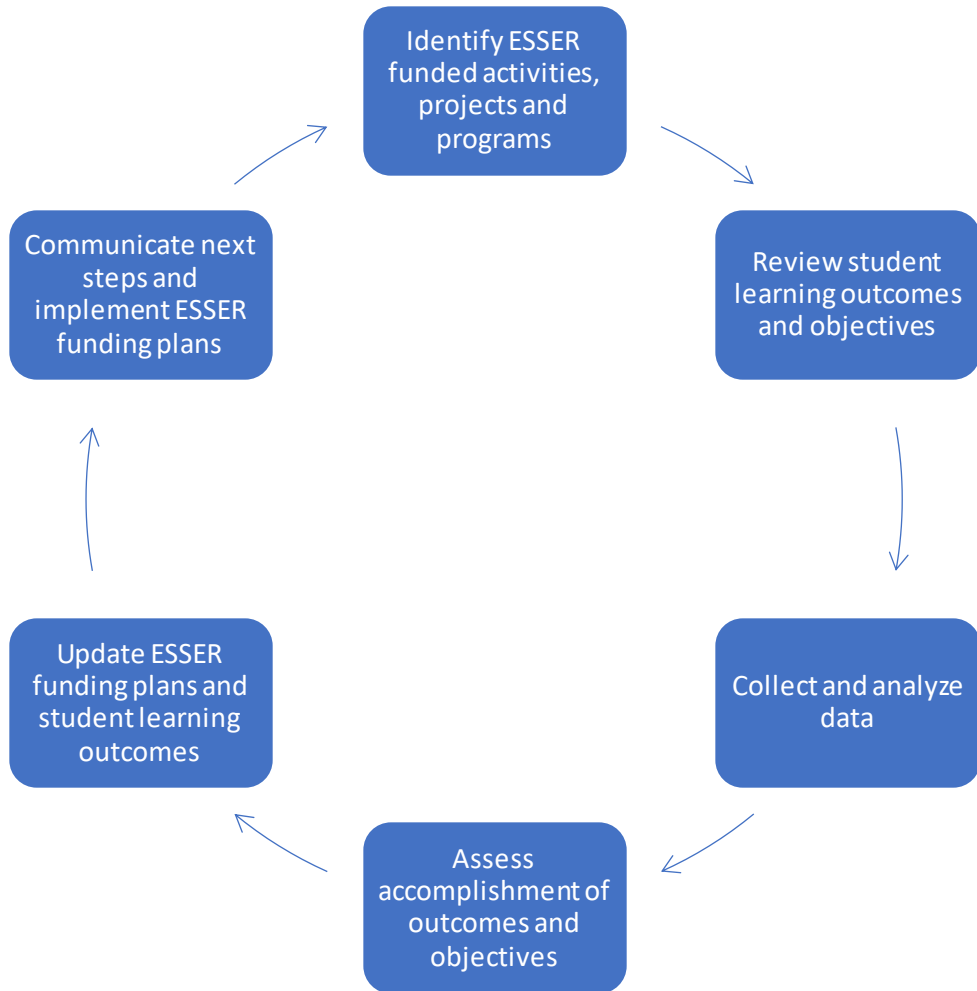 Identify ESSER
funded activities,
projects and
programs
Review student
learning outcomes
and objectives
Collect and analyze
data
Assess
accomplishment of
outcomes and
objectives
Update ESSER
funding plans and
student learning
outcomes
Communicate next
steps and
implement ESSER
funding plans